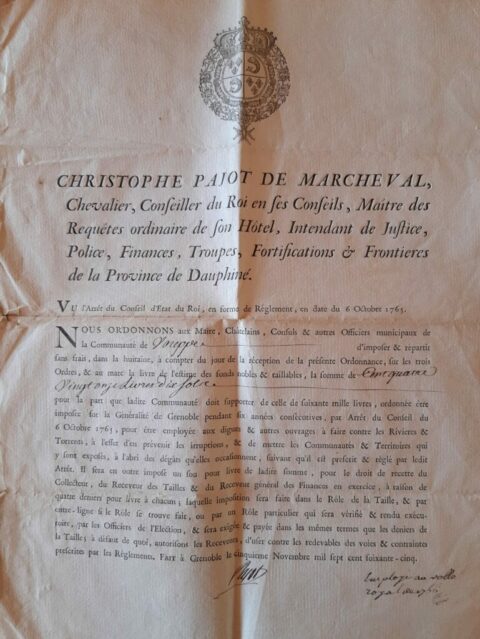 CHRISTOPHE PAJOT DE MARCHEVAL,
Chevalier, Conseiller du Roi en ses Conseils, Maître des
Requêtes ordinaire de son Hôtel, Intendant de Justice,
Police, Finances, Troupes, Fortifications & Frontieres
de la Province de Dauphiné.
VU l'Arrêt du Conseil d'Etat du Roi, en forme de Réglement, en date du 6 Octobre 1765.
NOUS ORDONNONS aux Maire, Châtelains, Consuls & autres Officiers municipaux de
la Communauté de d'imposer & repartir
sans frais, dans la huitaine, à compter du jour de la réception de la présente Ordonnance, sur les trois
Ordres, & au marc la livre de l'estime des fonds nobles & taillables, la somme de Cinq
Livres dix sols
pour la part que ladite Communauté doit supporter de celle de soixante mille livres, ordonnée être
imposée sur la Généralité de Grenoble pendant six années consécutives, par Arrêt du Conseil du
6 Octobre 1765, pour être employée aux digues & autres ouvrages à faire contre les Rivieres &
Torrents, à l'effet d'en prévenir les irruptions, & de mettre les Communautés & Territoires qui
y sont exposés, à l'abri des dégâts qu'elles occasionnent, suivant qu'il est prescrit & réglé par ledit
Arrêt. Il sera en outre imposé un sou pour livre de ladite somme, pour le droit de recette du
Collecteur, du Receveur des Tailles & du Receveur général des Finances en exercice, à raison de
quatre deniers pour livre à chacun; laquelle imposition sera faite dans le Rôle de la Taille, & par
entre-ligne si le Rôle se trouve fait, ou par un Rôle particulier qui sera vérifié & rendu exécu-
toire, par les Officiers de l'Election, & sera exigée & payée dans les mêmes termes que les deniers de
la Taille; à défaut de quoi, autorisons les Receveurs, d'user contre les redevables des voies & contraintes
prescrites par les Réglements. FAIT à Grenoble le cinquieme Novembre mil sept cent soixante-cinq.
Pajot